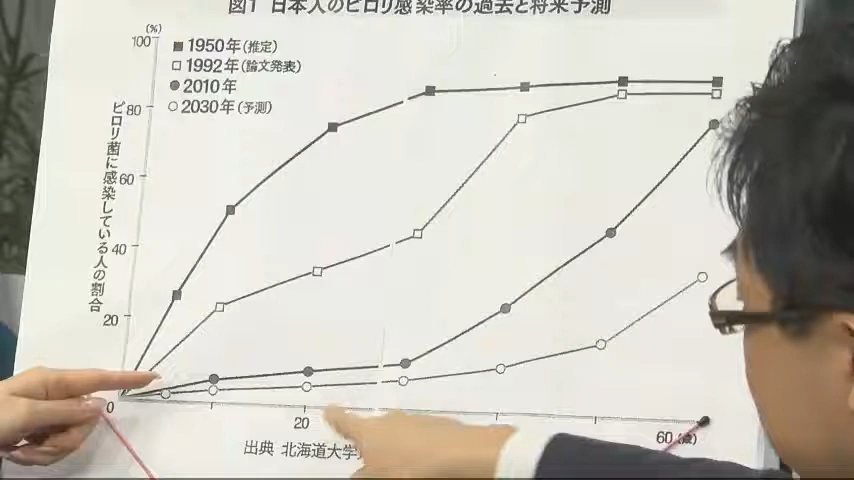 図1 日本人のピロリ感染率の過去と将来予測
(%)
100
■ 1950年(推定)
□ 1992年(論文発表)
● 2010年
○ 2030年(予測)
80
60
40
20
0
ピロリ菌に感染している人の割合
20
60 (歳)
出典 北海道大学